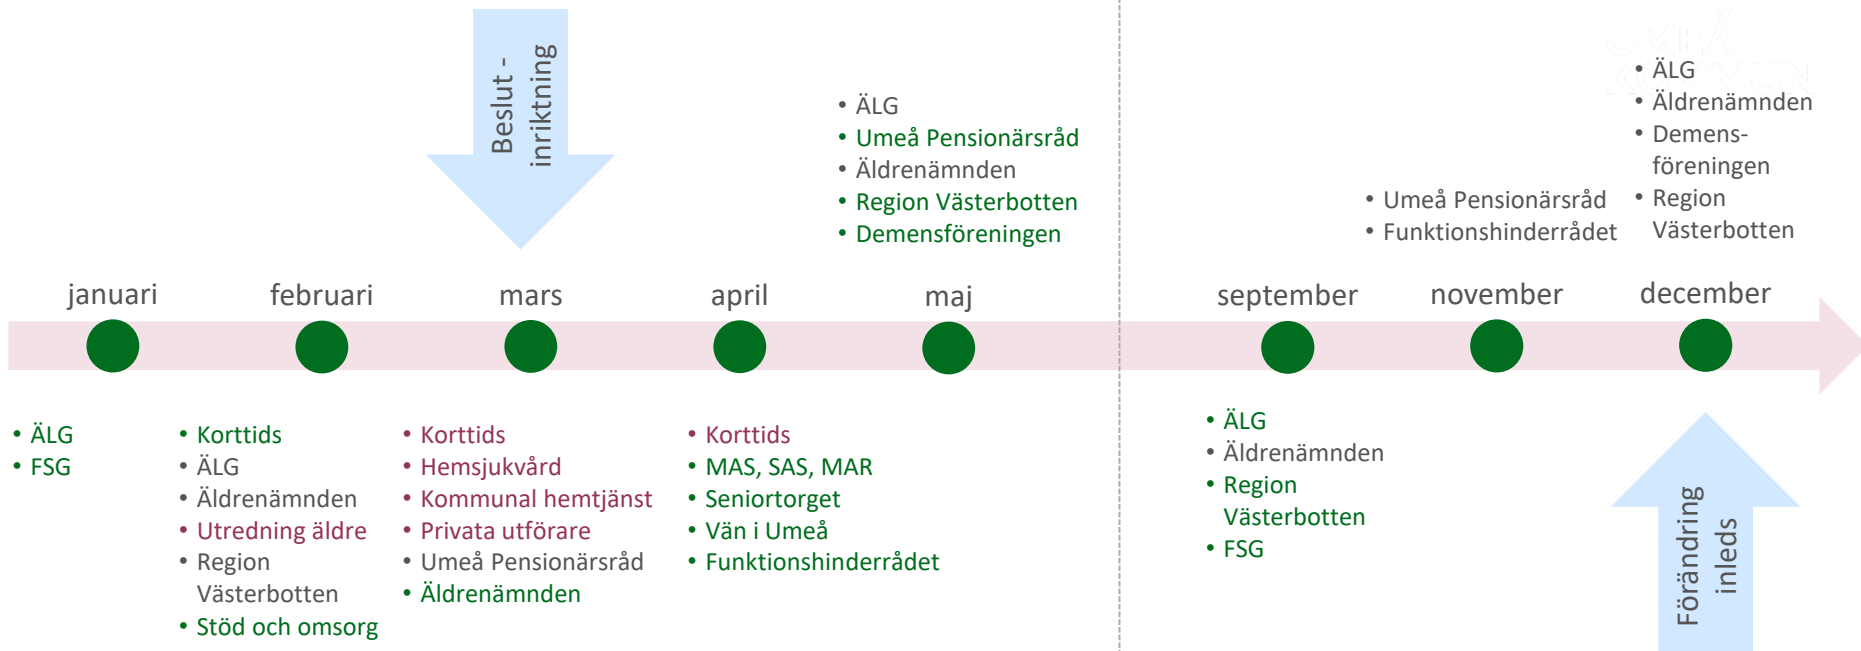 UMEÅ
KOMMUN
Beslut -
inriktning
• ÄLG
• Umeå Pensionärsråd
• Äldrenämnden
• Region Västerbotten
• Demensföreningen
• Umeå Pensionärsråd
• Funktionshinderrådet
• ÄLG
• Äldrenämnden
• Demens-
föreningen
• Region
Västerbotten
januari
februari
mars
april
maj
september
november
december
• ÄLG
• FSG
• Korttids
• ÄLG
• Äldrenämnden
• Utredning äldre
• Region
Västerbotten
• Stöd och omsorg
• Korttids
• Hemsjukvård
• Kommunal hemtjänst
• Privata utförare
• Umeå Pensionärsråd
• Äldrenämnden
• Korttids
• MAS, SAS, MAR
• Seniortorget
• Vän i Umeå
• Funktionshinderrådet
• ÄLG
• Äldrenämnden
• Region
Västerbotten
• FSG
Förändring
inleds